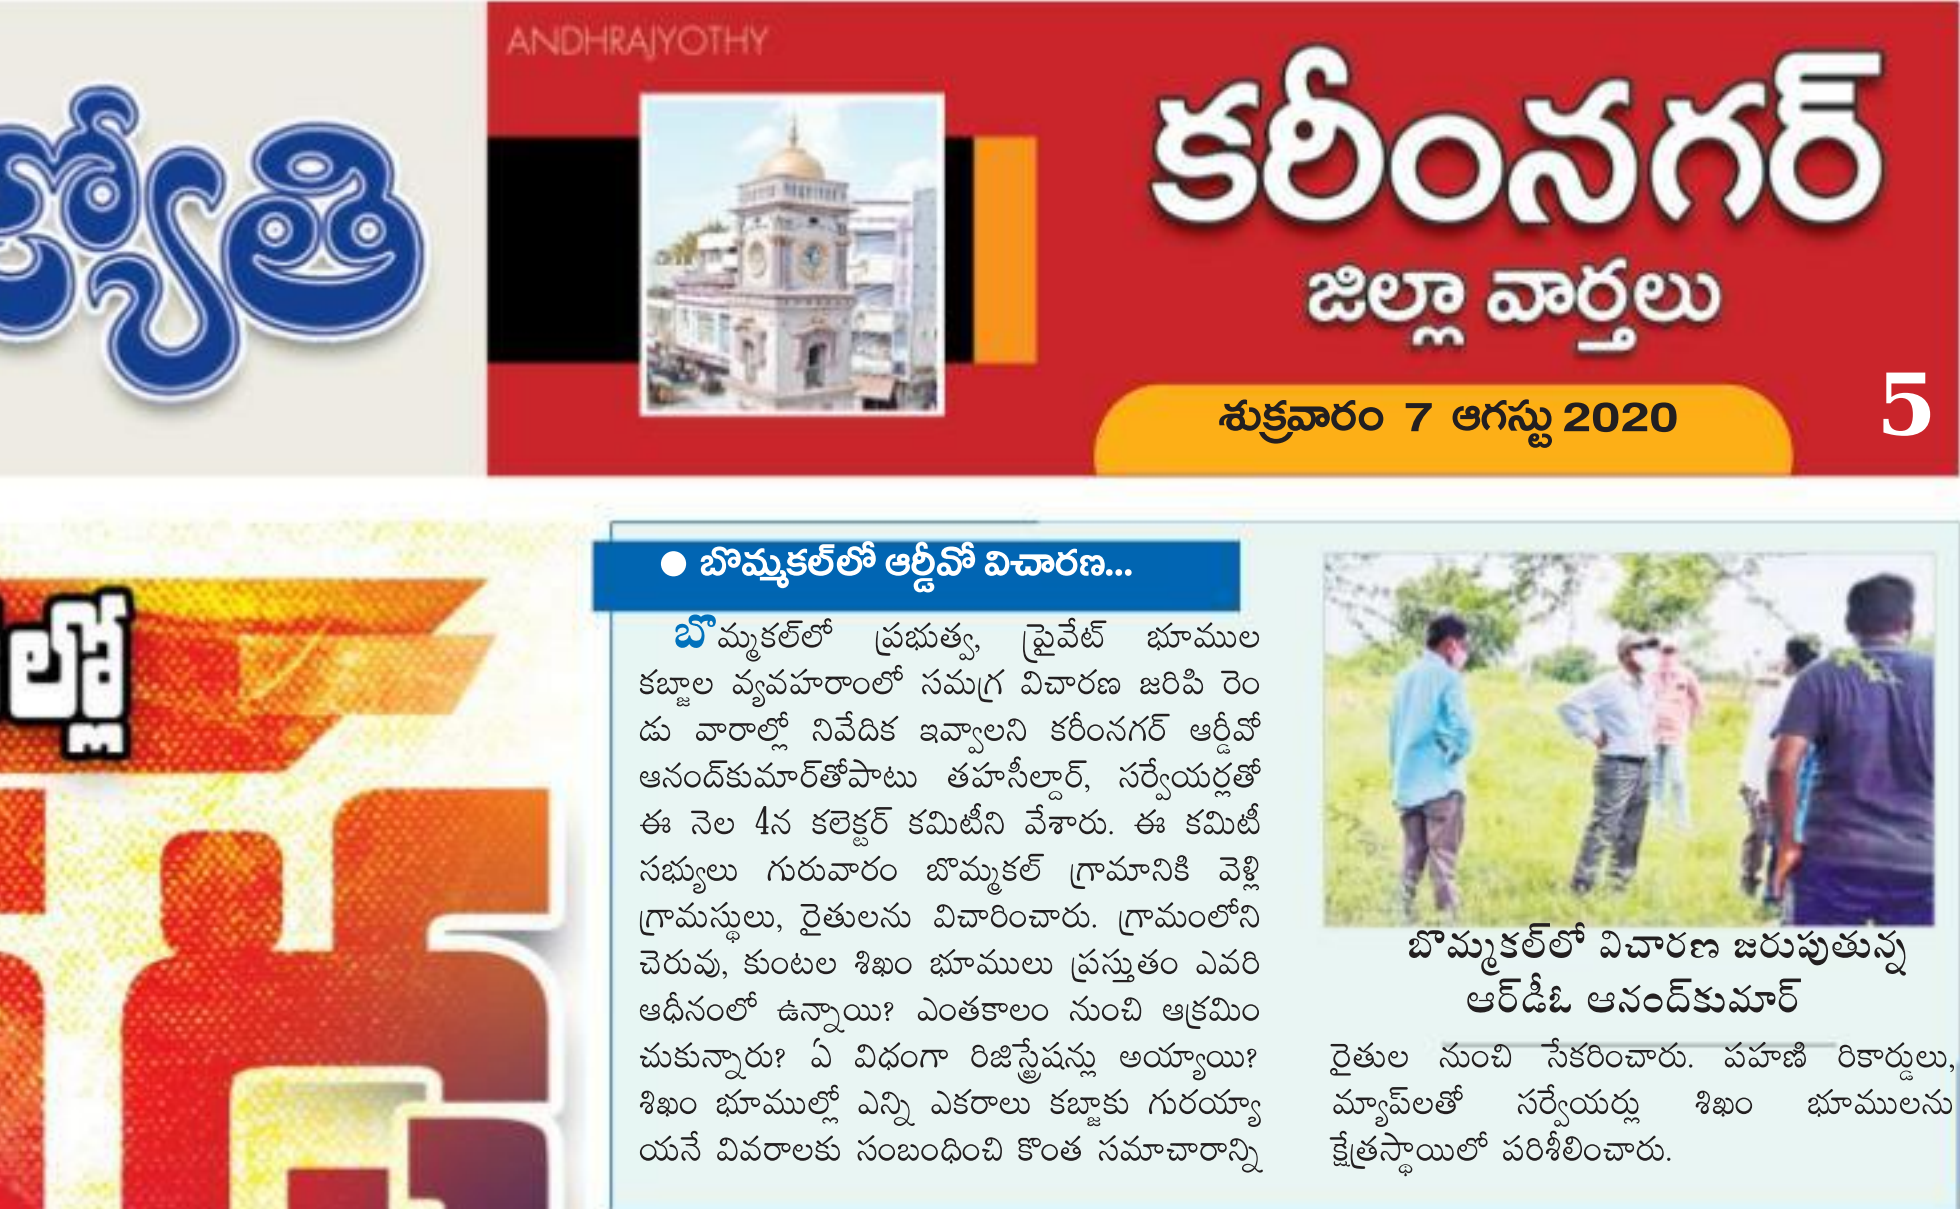 ANDHRAJYOTHY
జ్యోతి
కరీంనగర్
జిల్లా వార్తలు
శుక్రవారం 7 ఆగస్టు 2020
5
ల్లో
● బొమ్మకల్‌లో ఆర్డీవో విచారణ...
బొమ్మకల్‌లో ప్రభుత్వ, ప్రైవేట్ భూముల
కబ్జాల వ్యవహరాంలో సమగ్ర విచారణ జరిపి రెం
డు వారాల్లో నివేదిక ఇవ్వాలని కరీంనగర్ ఆర్డీవో
ఆనంద్‌కుమార్‌తోపాటు తహసీల్దార్, సర్వేయర్లతో
ఈ నెల 4న కలెక్టర్ కమిటీని వేశారు. ఈ కమిటీ
సభ్యులు గురువారం బొమ్మకల్ గ్రామానికి వెళ్లి
గ్రామస్థులు, రైతులను విచారించారు. గ్రామంలోని
చెరువు, కుంటల శిఖం భూములు ప్రస్తుతం ఎవరి
ఆధీనంలో ఉన్నాయి? ఎంతకాలం నుంచి ఆక్రమిం
చుకున్నారు? ఏ విధంగా రిజిస్ట్రేషన్లు అయ్యాయి?
శిఖం భూముల్లో ఎన్ని ఎకరాలు కబ్జాకు గురయ్యా
యనే వివరాలకు సంబంధించి కొంత సమాచారాన్ని
బొమ్మకల్‌లో విచారణ జరుపుతున్న
ఆర్‌డీఓ ఆనంద్‌కుమార్
రైతుల నుంచి సేకరించారు. పహణి రికార్డులు,
మ్యాప్‌లతో సర్వేయర్లు శిఖం భూములను
క్షేత్రస్థాయిలో పరిశీలించారు.